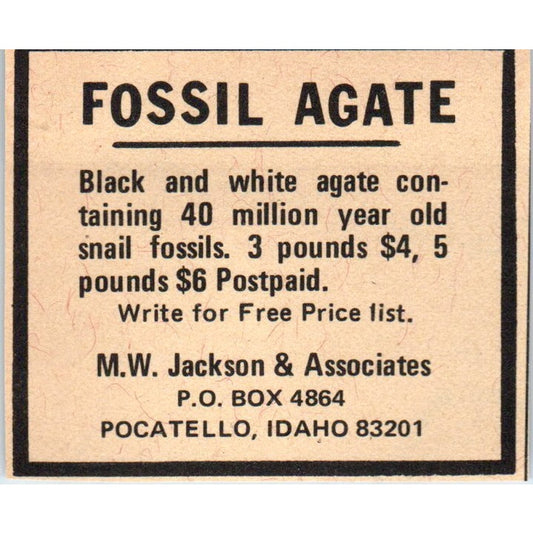 FOSSIL AGATE
Black and white agate con-
taining 40 million year old
snail fossils. 3 pounds $4, 5
pounds $6 Postpaid.
Write for Free Price list.
M.W. Jackson & Associates
P.O. BOX 4864
POCATELLO, IDAHO 83201